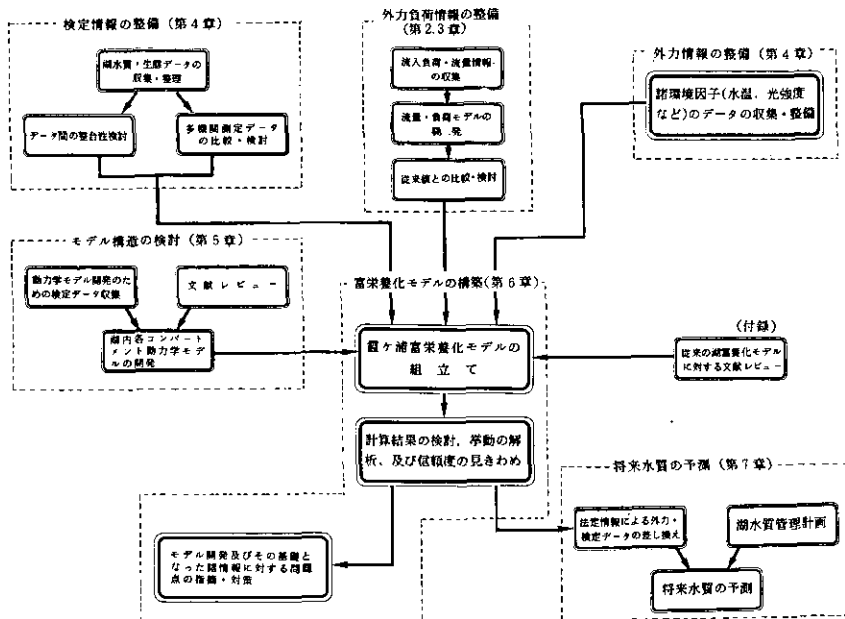 検定情報の整備(第4章)
湖水質・生態データの
収集・整理
データ間の整合性検討
多機関測定データ
の比較・検討
外力負荷情報の整備
(第2.3章)
流入負荷・流量情報
の収集
流量・負荷モデルの
開 発
従来値との比較・検討
外力情報の整備(第4章)
諸環境因子(水温、光強度
など)のデータの収集・整備
モデル構造の検討(第5章)
動力学モデル開発のた
めの検定データ収集
文献レビュー
湖内各コンパート
メント動力学モデ
ルの開発
富栄養化モデルの構築(第6章)
霞ケ浦富栄養化モデルの
組立て
(付録)
従来の湖富栄養化モデル
に対する文献レビュー
計算結果の検討, 挙動の解
析、及び信頼度の見きわめ
モデル開発及びその基礎と
なった諸情報に対する問題
点の指摘・対策
将来水質の予測(第7章)
法定情報による外力・
検定データの差し換え
湖水質管理計画
将来水質の予測